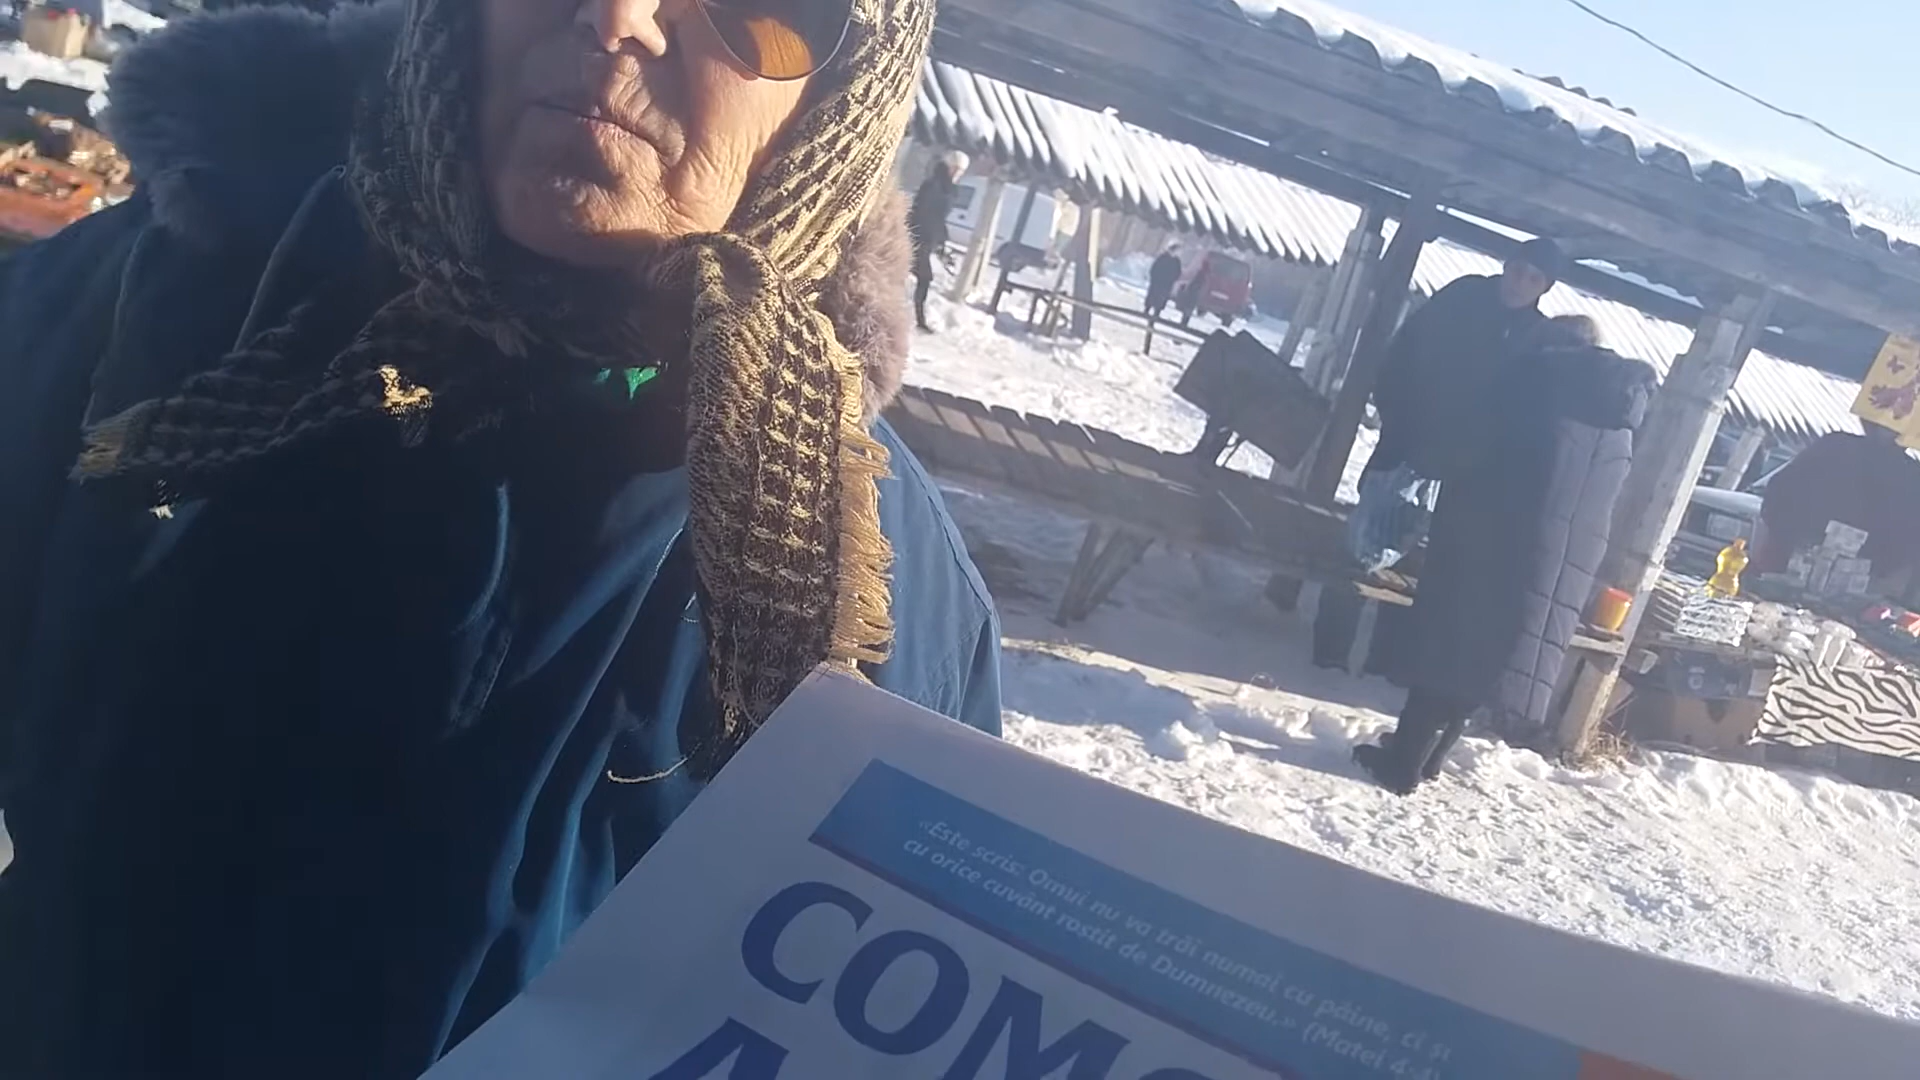 «Este scris: Omul nu va trăi numai cu pâine, ci și
cu orice cuvânt rostit de Dumnezeu.» (Matei 4:4)
COMO
A